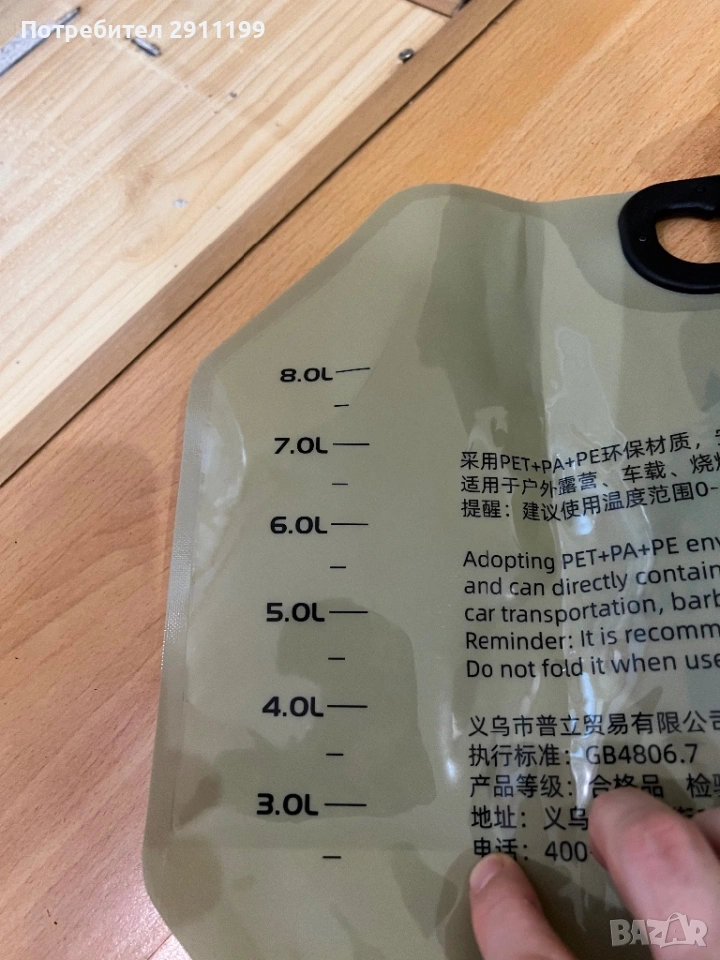 Потребител 2911199
8.0L
7.0L
6.0L
5.0L
4.0L
3.0L
采用PET+PA+PE环保材质，
适用于户外露营、车载、烧烤
提醒：建议使用温度范围0-
Adopting PET+PA+PE env
and can directly contain
car transportation, barb
Reminder: It is recomm
Do not fold it when use
义乌市普立贸易有限公司
执行标准：GB4806.7
产品等级：合格品 检验
地址：义乌
电话：400-
BAZAR